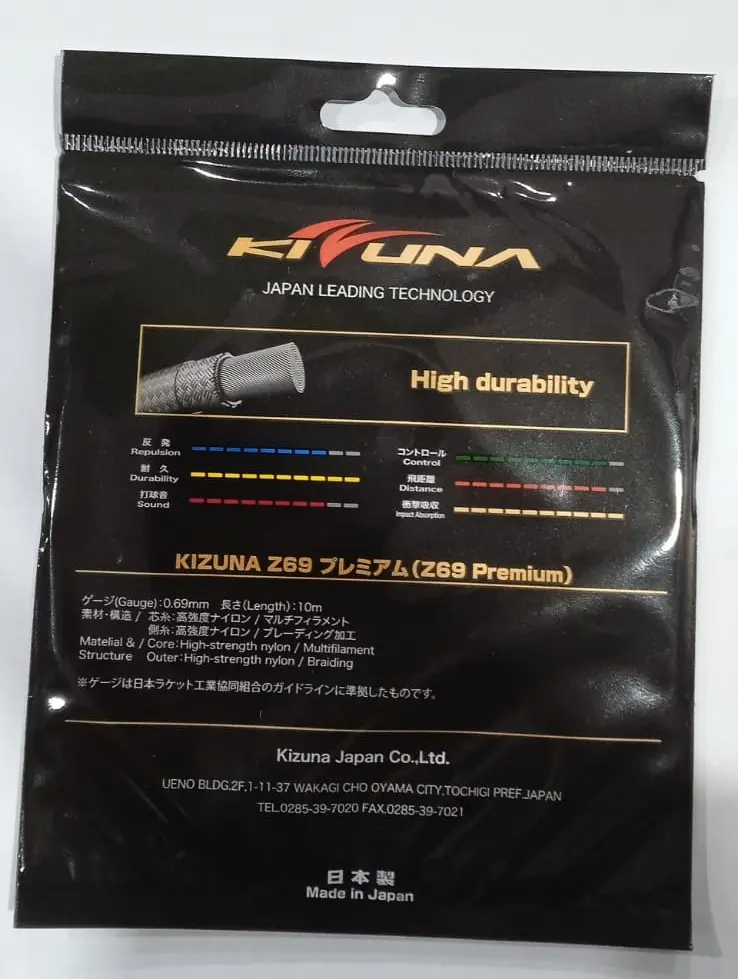 KIZUNA
JAPAN LEADING TECHNOLOGY
High durability
反発
Repulsion
耐久
Durability
打球音
Sound
コントロール
Control
飛距離
Distance
衝撃吸収
Impact Absorption
KIZUNA Z69 プレミアム(Z69 Premium)
ゲージ(Gauge):0.69mm 長さ(Length):10m
素材・構造 / 芯糸:高強度ナイロン / マルチフィラメント
側糸:高強度ナイロン / ブレーディング加工
Matelial & / Core:High-strength nylon / Multifilament
Structure Outer:High-strength nylon / Braiding
※ゲージは日本ラケット工業協同組合のガイドラインに準拠したものです。
Kizuna Japan Co.,Ltd.
UENO BLDG.2F,1-11-37 WAKAGI CHO OYAMA CITY,TOCHIGI PREF.JAPAN
TEL.0285-39-7020 FAX.0285-39-7021
日本製
Made in Japan